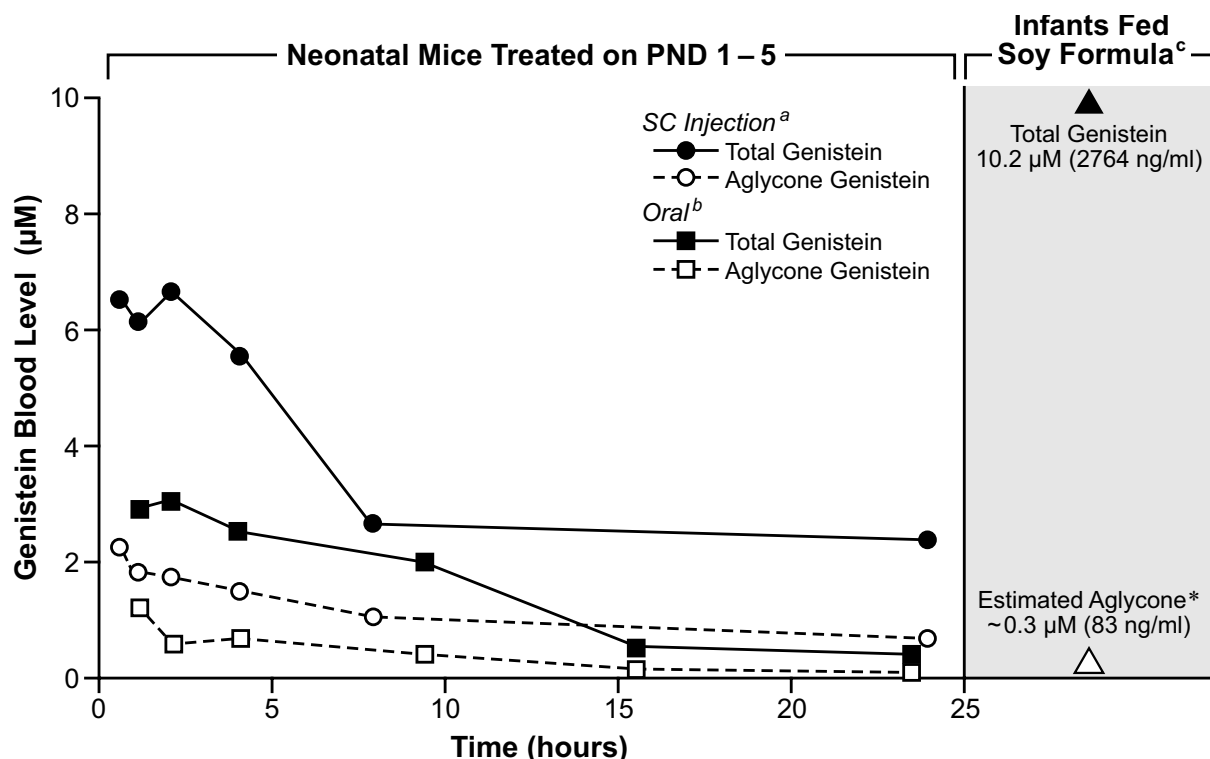 Neonatal Mice Treated on PND 1 – 5
Infants Fed
Soy Formula c
Genistein Blood Level (µM)
10
8
6
4
2
0
SC Injection a
Total Genistein
Aglycone Genistein
Oral b
Total Genistein
Aglycone Genistein
Total Genistein
10.2 µM (2764 ng/ml)
Estimated Aglycone*
~0.3 µM (83 ng/ml)
0 5 10 15 20 25
Time (hours)